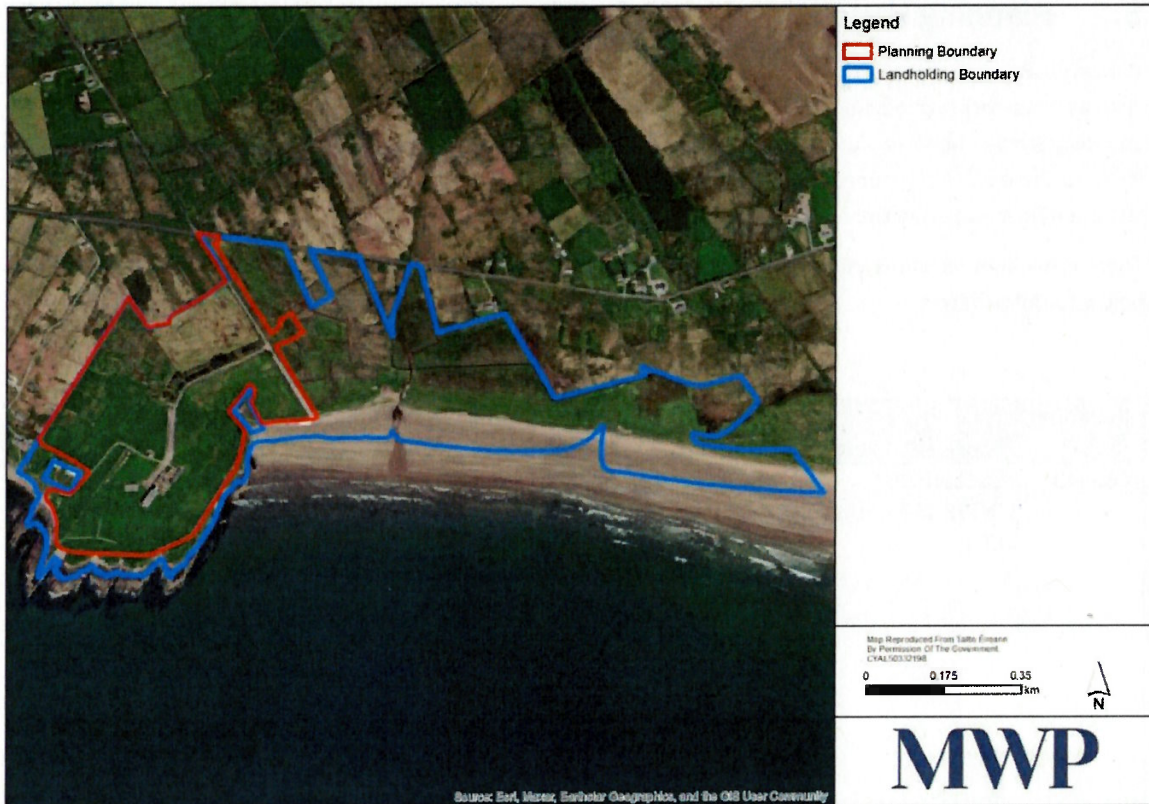 Legend
Planning Boundary
Landholding Boundary
Map Reproduced From Tailte Éireann
By Permission Of The Government
CYAL50332198
0 0.175 0.35
km
N
MWP
Source: Esri, Maxar, Earthstar Geographics, and the GIS User Community